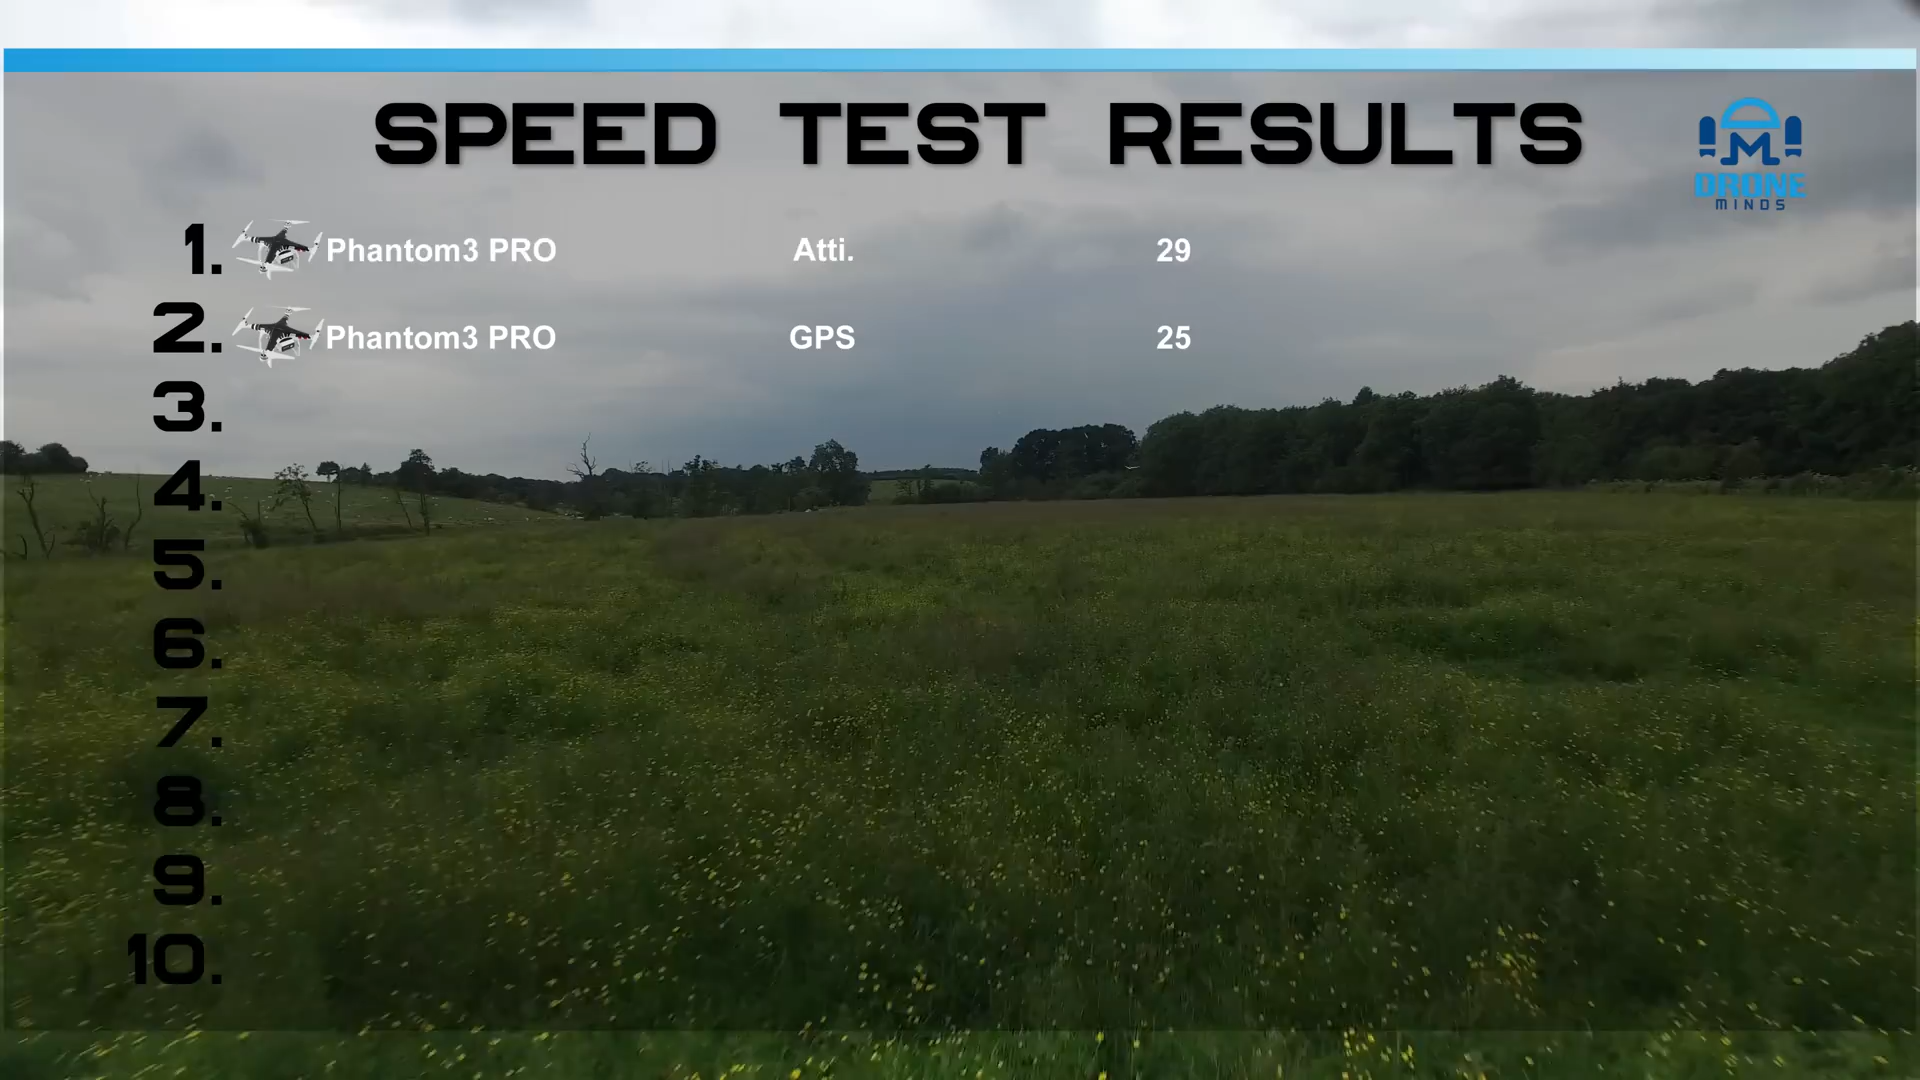 SPEED TEST RESULTS
DRONE
MINDS
1. Phantom3 PRO Atti. 29
2. Phantom3 PRO GPS 25
3.
4.
5.
6.
7.
8.
9.
10.